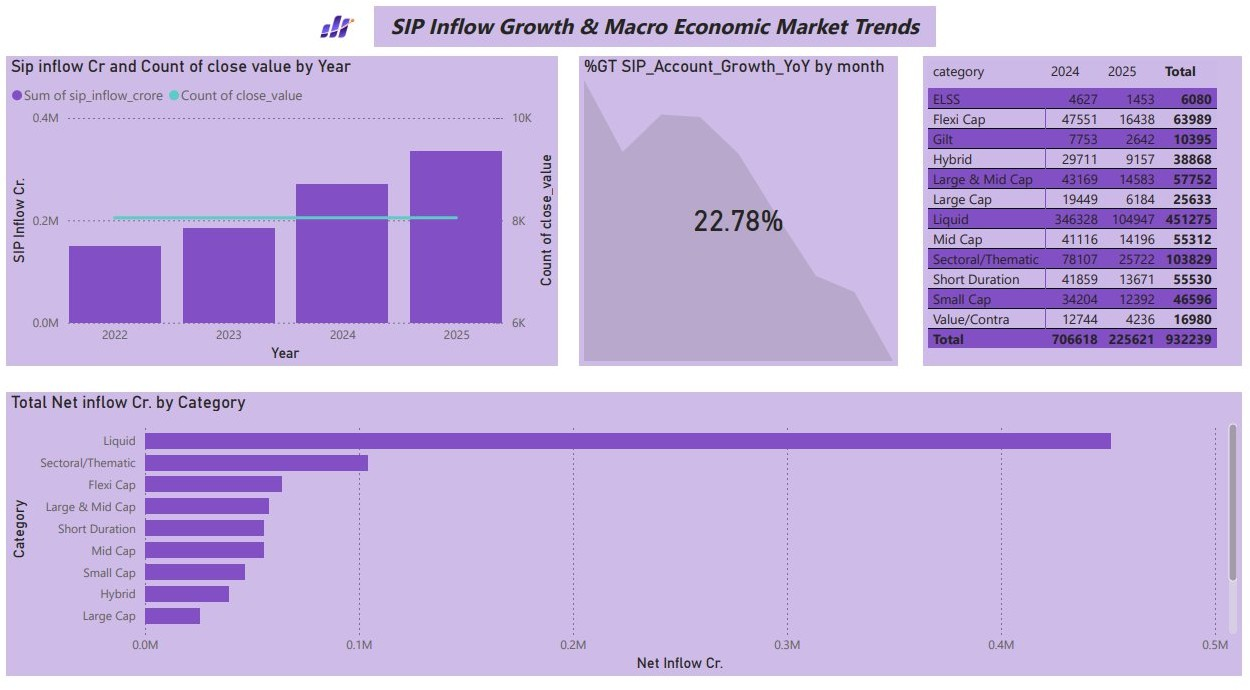 SIP Inflow Growth & Macro Economic Market Trends
Sip inflow Cr and Count of close value by Year
Sum of sip_inflow_crore Count of close_value
0.4M 10K
0.2M 8K
0.0M 6K
SIP Inflow Cr.
Count of close_value
2022 2023 2024 2025
Year
%GT SIP_Account_Growth_YoY by month
22.78%
category 2024 2025 Total
ELSS 4627 1453 6080
Flexi Cap 47551 16438 63989
Gilt 7753 2642 10395
Hybrid 29711 9157 38868
Large & Mid Cap 43169 14583 57752
Large Cap 19449 6184 25633
Liquid 346328 104947 451275
Mid Cap 41116 14196 55312
Sectoral/Thematic 78107 25722 103829
Short Duration 41859 13671 55530
Small Cap 34204 12392 46596
Value/Contra 12744 4236 16980
Total 706618 225621 932239
Total Net inflow Cr. by Category
Category
Liquid
Sectoral/Thematic
Flexi Cap
Large & Mid Cap
Short Duration
Mid Cap
Small Cap
Hybrid
Large Cap
0.0M 0.1M 0.2M 0.3M 0.4M 0.5M
Net Inflow Cr.